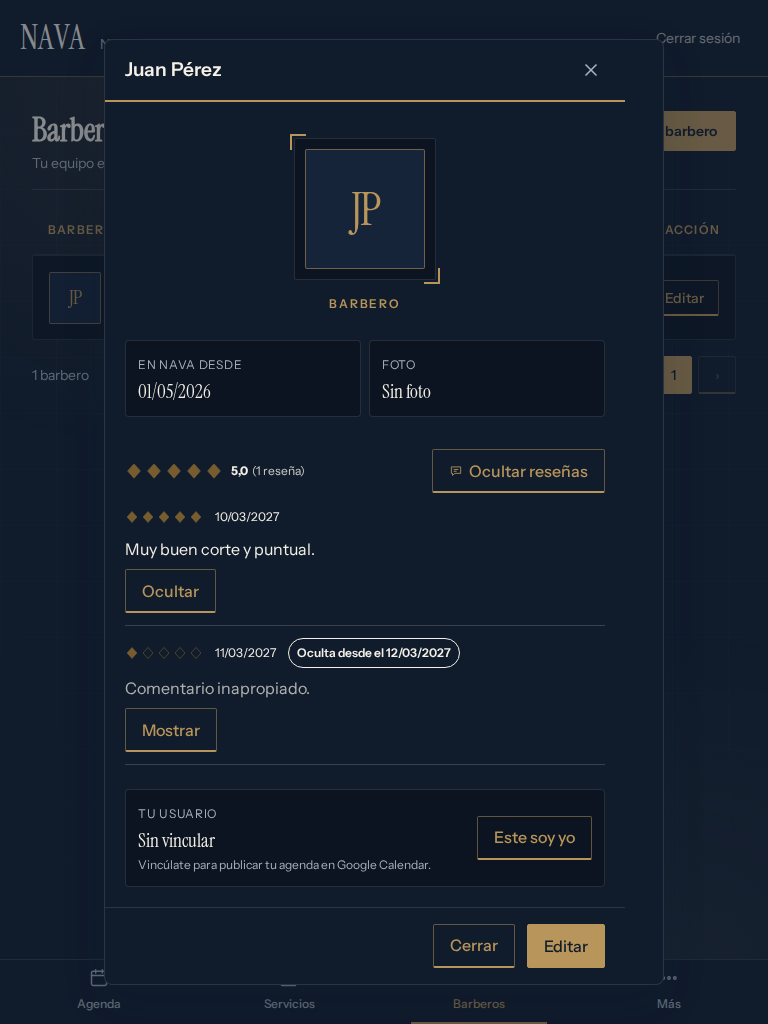 NAVA
Cerrar sesión
Juan Pérez
Barber
barbero
Tu equipo e
BARBER
ACCIÓN
JP
JP
Editar
BARBERO
1 barbero
1
›
EN NAVA DESDE
01/05/2026
FOTO
Sin foto
5,0 (1 reseña)
Ocultar reseñas
10/03/2027
Muy buen corte y puntual.
Ocultar
11/03/2027
Oculta desde el 12/03/2027
Comentario inapropiado.
Mostrar
TU USUARIO
Sin vincular
Vincúlate para publicar tu agenda en Google Calendar.
Este soy yo
Cerrar
Editar
Agenda
Servicios
Barberos
Más